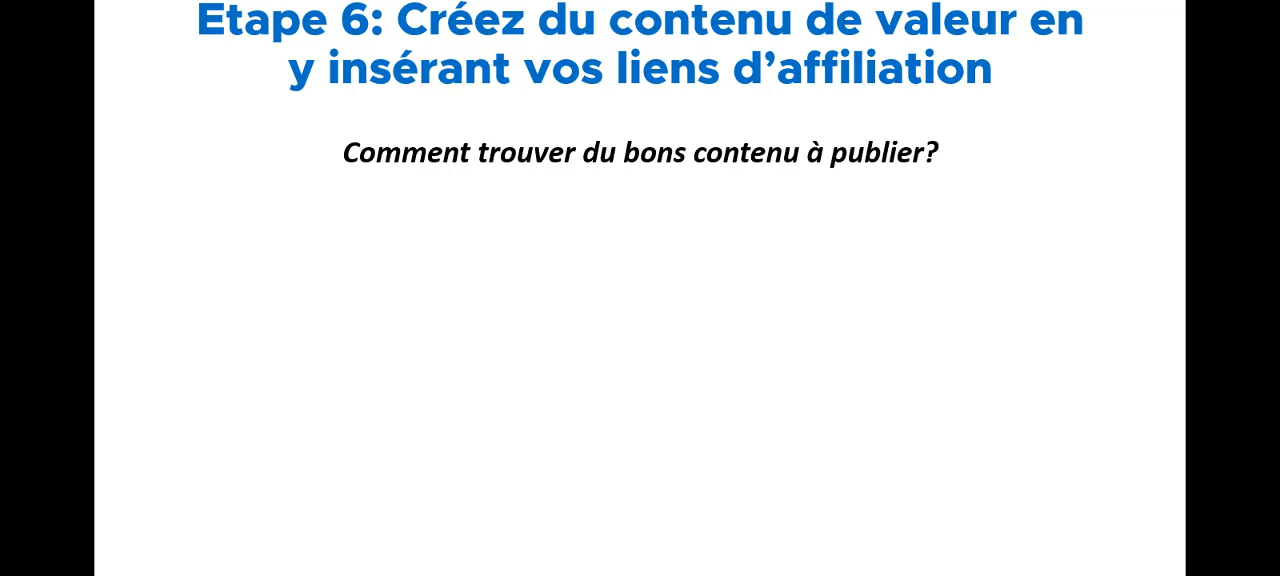 Etape 6: Créez du contenu de valeur en
y insérant vos liens d’affiliation
Comment trouver du bons contenu à publier?